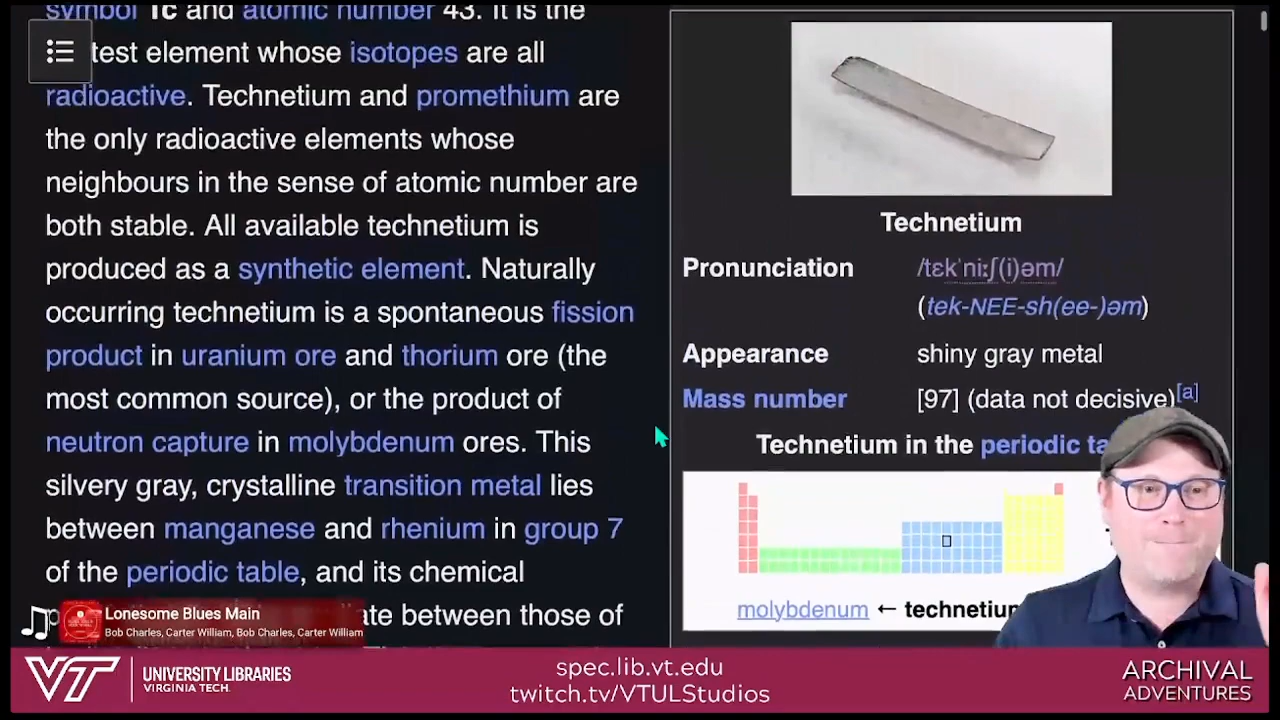 symbol Tc and atomic number 43. It is the
test element whose isotopes are all
radioactive. Technetium and promethium are
the only radioactive elements whose
neighbours in the sense of atomic number are
both stable. All available technetium is
produced as a synthetic element. Naturally
occurring technetium is a spontaneous fission
product in uranium ore and thorium ore (the
most common source), or the product of
neutron capture in molybdenum ores. This
silvery gray, crystalline transition metal lies
between manganese and rhenium in group 7
of the periodic table, and its chemical
ate between those of
Technetium
Pronunciation /tɛkˈniːʃ(i)əm/
(tek-NEE-sh(ee-)əm)
Appearance shiny gray metal
Mass number [97] (data not decisive)[a]
Technetium in the periodic ta
molybdenum ← technetium
Lonesome Blues Main
Bob Charles, Carter William, Bob Charles, Carter William
VT UNIVERSITY LIBRARIES
VIRGINIA TECH.
spec.lib.vt.edu
twitch.tv/VTULStudios
ARCHIVAL
ADVENTURES